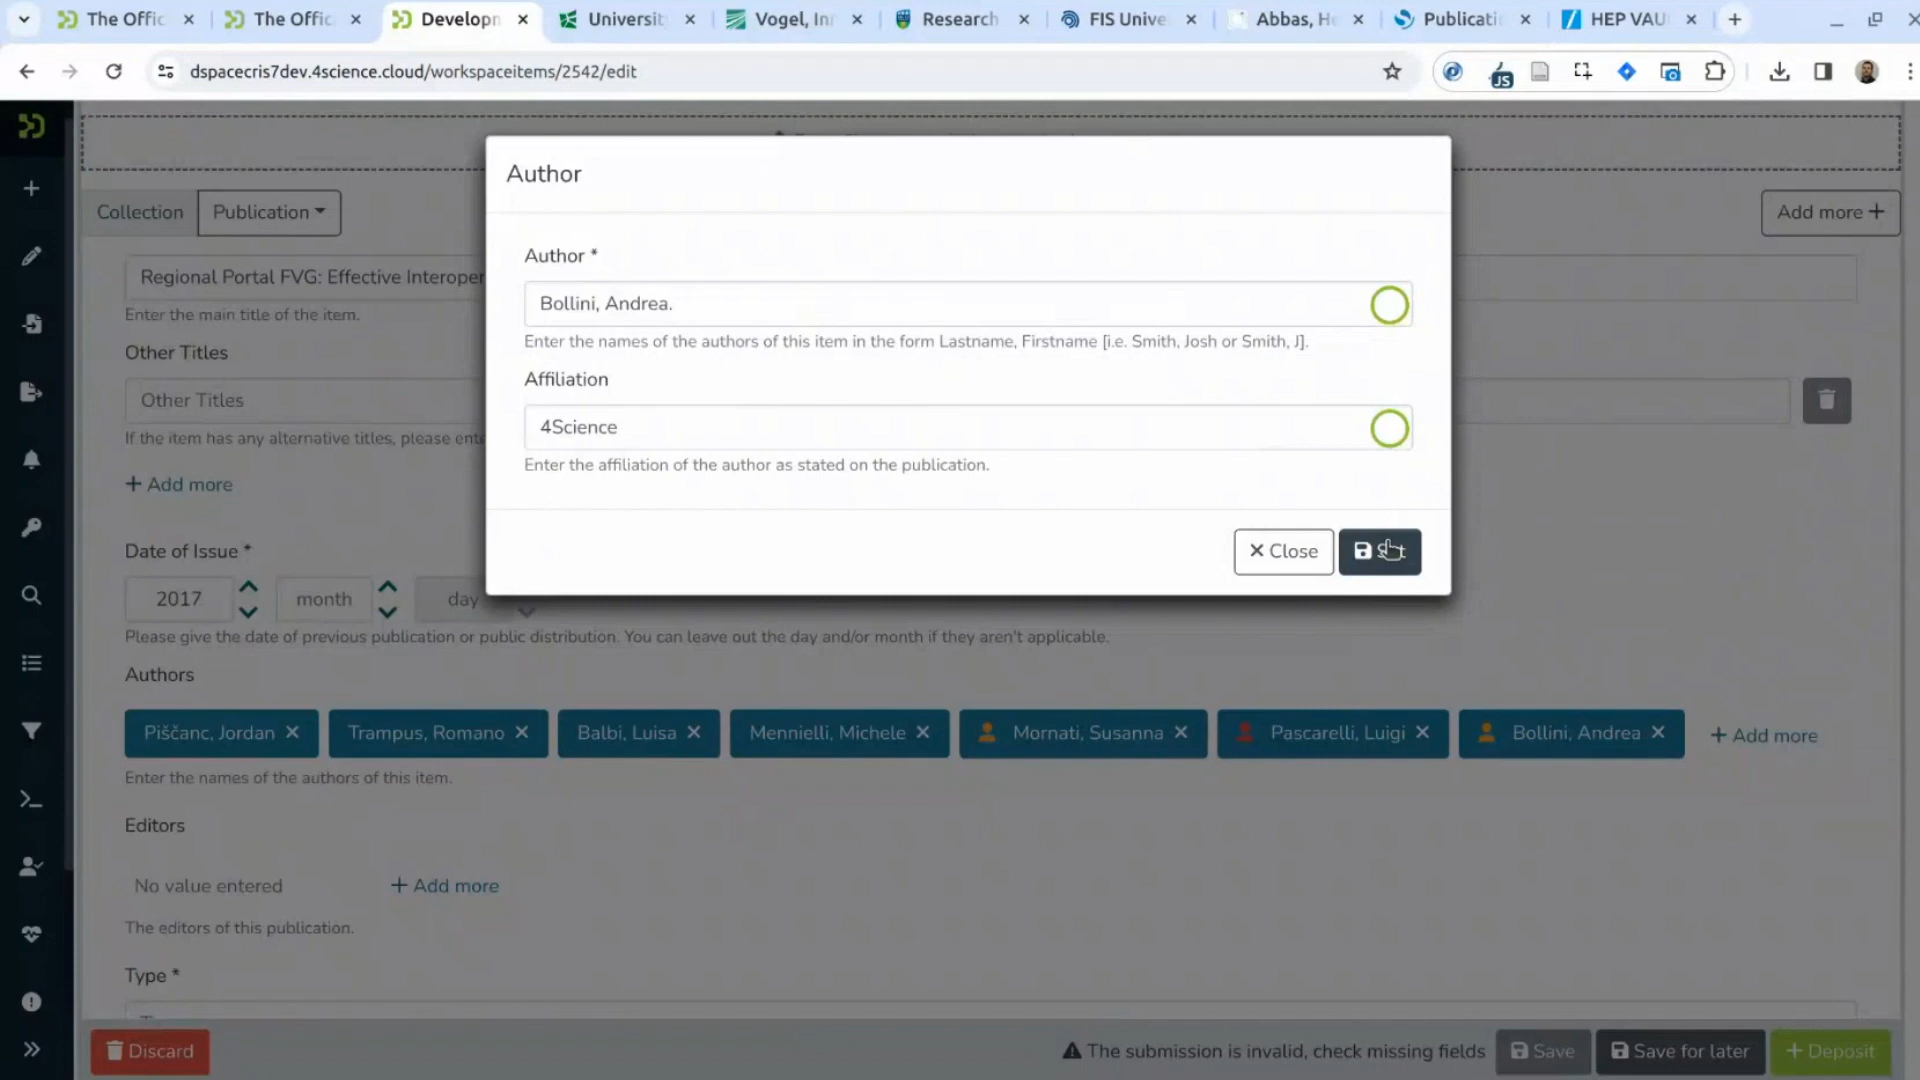 The Offic
The Offic
Developm
Universit
Vogel, Inn
Research
FIS Unive
Abbas, He
Publicati
HEP VAU
dspacecris7dev.4science.cloud/workspaceitems/2542/edit
JS
Author
Collection
Publication
Add more
Author *
Bollini, Andrea.
Enter the names of the authors of this item in the form Lastname, Firstname [i.e. Smith, Josh or Smith, J].
Regional Portal FVG: Effective Interoper
Enter the main title of the item.
Other Titles
Affiliation
Other Titles
4Science
If the item has any alternative titles, please ente
Enter the affiliation of the author as stated on the publication.
+ Add more
Date of Issue *
Close
2017
month
day
Please give the date of previous publication or public distribution. You can leave out the day and/or month if they aren't applicable.
Authors
Piščanc, Jordan
Trampus, Romano
Balbi, Luisa
Mennielli, Michele
Mornati, Susanna
Pascarelli, Luigi
Bollini, Andrea
+ Add more
Enter the names of the authors of this item.
Editors
No value entered
+ Add more
The editors of this publication.
Type *
Discard
The submission is invalid, check missing fields
Save
Save for later
+ Deposit